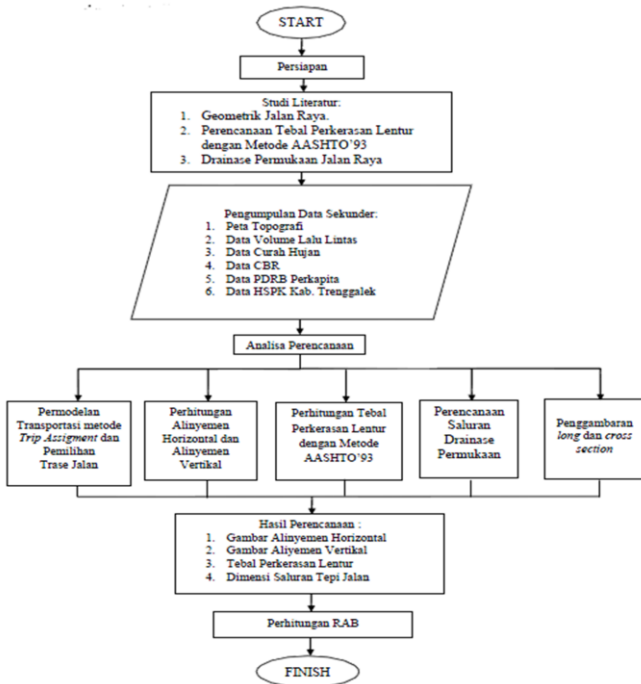 START
Persiapan
Studi Literatur:
1. Geometrik Jalan Raya.
2. Perencanaan Tebal Perkerasan Lentur
dengan Metode AASHTO'93
3. Drainase Permukaan Jalan Raya
Pengumpulan Data Sekunder:
1. Peta Topografi
2. Data Volume Lalu Lintas
3. Data Curah Hujan
4. Data CBR
5. Data PDRB Perkapita
6. Data HSPK Kab. Trenggalek
Analisa Perencanaan
Permodelan
Transportasi metode
Trip Assigment dan
Pemilihan
Trase Jalan
Perhitungan
Alinyemen
Horizontal dan
Alinyemen
Vertikal
Perhitungan Tebal
Perkerasan Lentur
dengan Metode
AASHTO'93
Perencanaan
Saluran
Drainase
Permukaan
Penggambaran
long dan cross
section
Hasil Perencanaan :
1. Gambar Alinyemen Horizontal
2. Gambar Aliyemen Vertikal
3. Tebal Perkerasan Lentur
4. Dimensi Saluran Tepi Jalan
Perhitungan RAB
FINISH